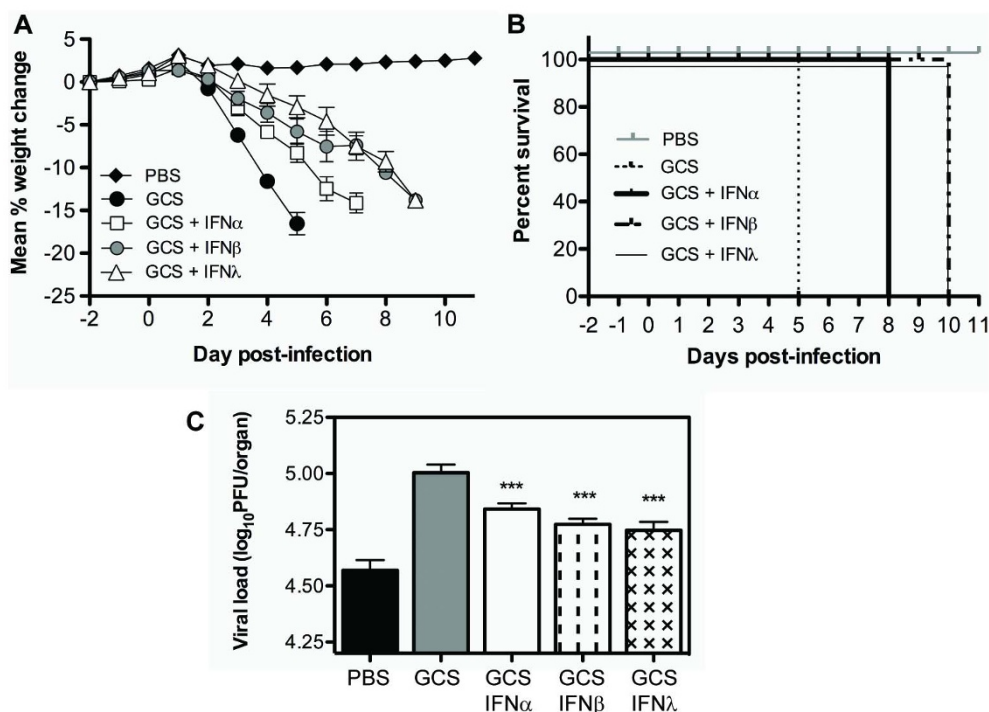 A
Mean % weight change
5
0
-5
-10
-15
-20
-25
PBS
GCS
GCS + IFNα
GCS + IFNβ
GCS + IFNλ
-2 0 2 4 6 8 10
Day post-infection
B
Percent survival
100
80
60
40
20
0
PBS
GCS
GCS + IFNα
GCS + IFNβ
GCS + IFNλ
-2 -1 0 1 2 3 4 5 6 7 8 9 10 11
Days post-infection
C
Viral load (log10PFU/organ)
5.25
5.00
4.75
4.50
4.25
*** *** ***
PBS GCS GCS GCS GCS
IFNα IFNβ IFNλ